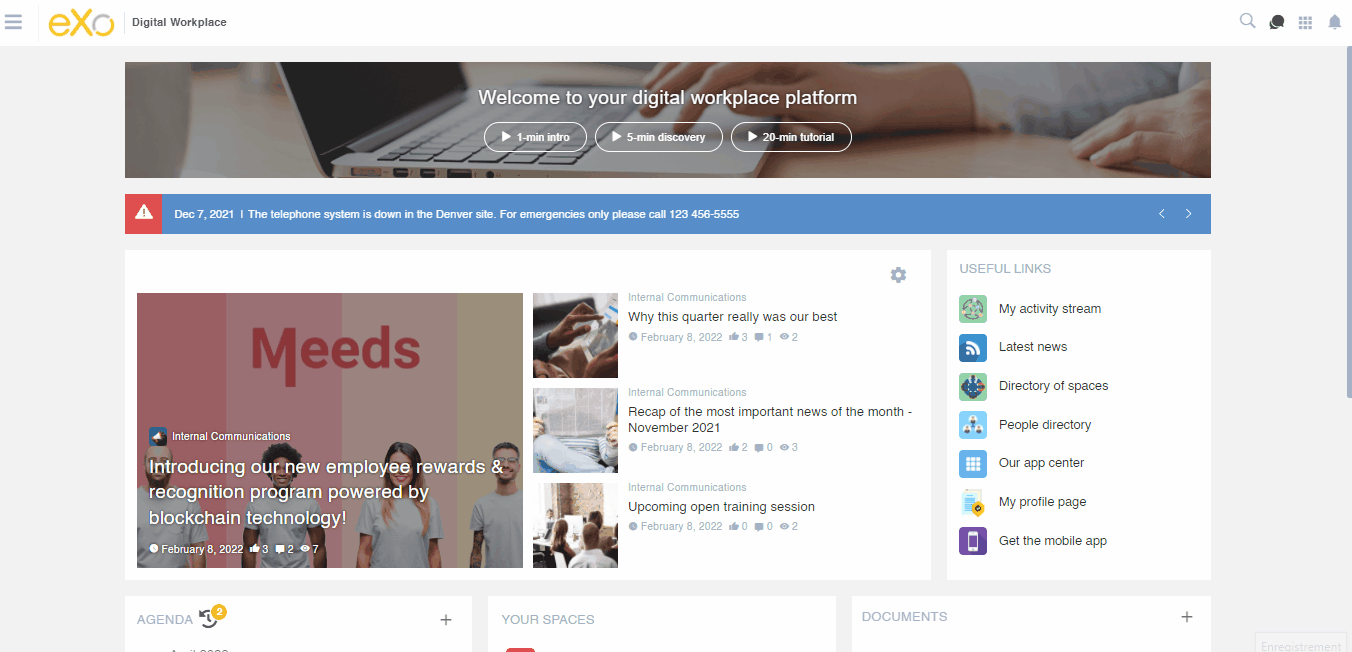 eXo
Digital Workplace
Welcome to your digital workplace platform
1-min intro
5-min discovery
20-min tutorial
Dec 7, 2021 | The telephone system is down in the Denver site. For emergencies only please call 123 456-5555
Meeds
Internal Communications
Introducing our new employee rewards &
recognition program powered by
blockchain technology!
February 8, 2022 3 2 7
Internal Communications
Why this quarter really was our best
February 8, 2022 3 1 2
Internal Communications
Recap of the most important news of the month -
November 2021
February 8, 2022 2 0 3
Internal Communications
Upcoming open training session
February 8, 2022 0 0 2
USEFUL LINKS
My activity stream
Latest news
Directory of spaces
People directory
Our app center
My profile page
Get the mobile app
AGENDA 2
YOUR SPACES
DOCUMENTS
Enregistrement